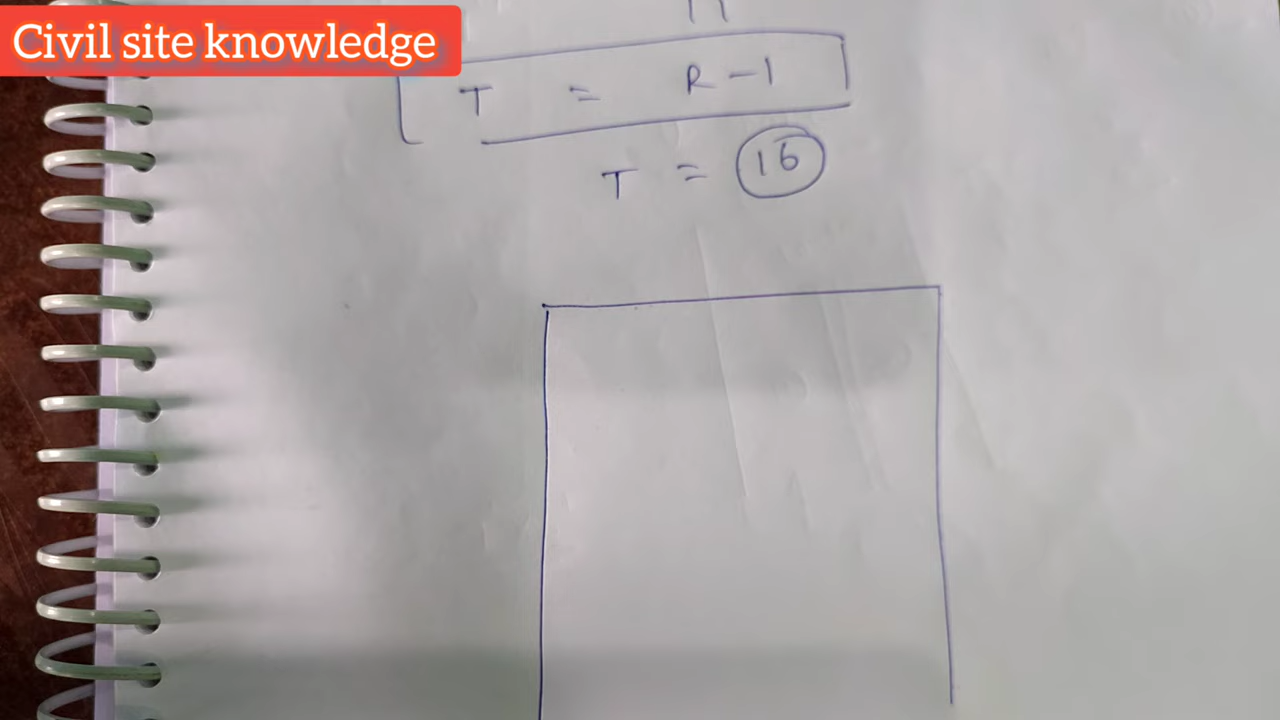 Civil site knowledge
T = R - 1
T = 16